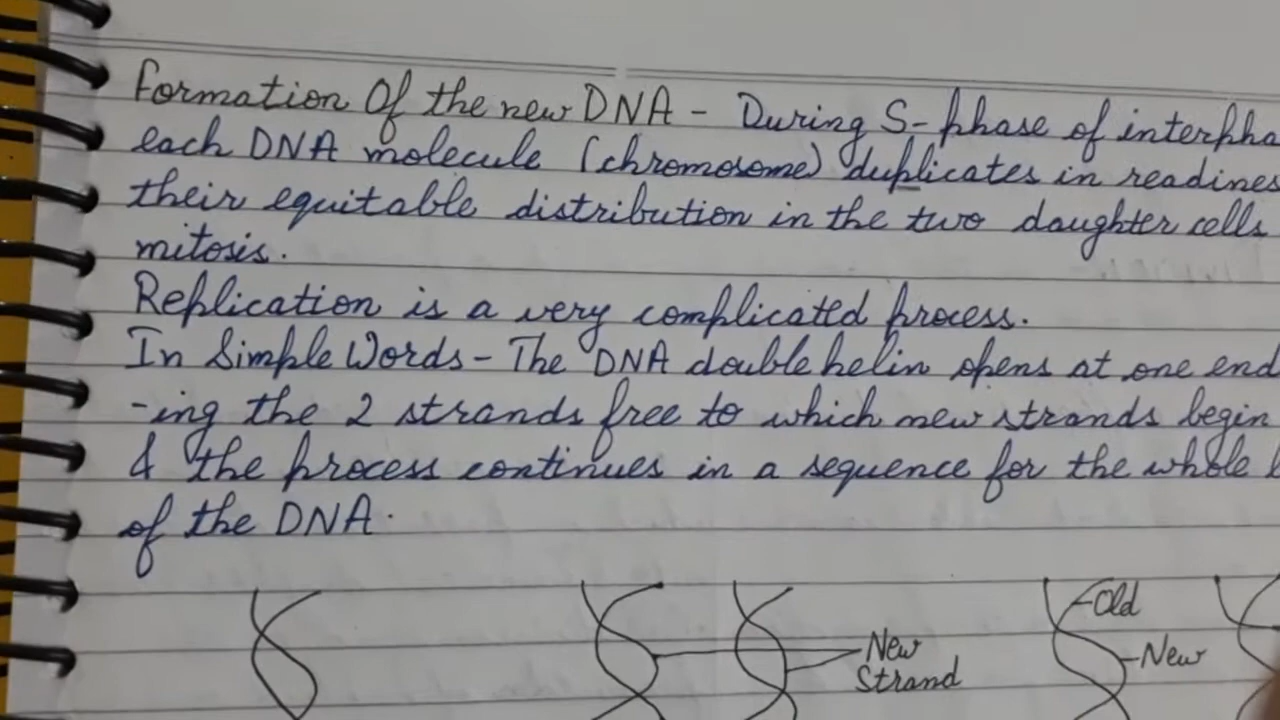 Formation Of the new DNA - During S-phase of interpha
each DNA molecule (chromosome) duplicates in readines
their equitable distribution in the two daughter cells
mitosis.
Replication is a very complicated process.
In Simple Words - The DNA double helin opens at one end
-ing the 2 strands free to which new strands begin
& the process continues in a sequence for the whole
of the DNA.
Old
New
Strand
New